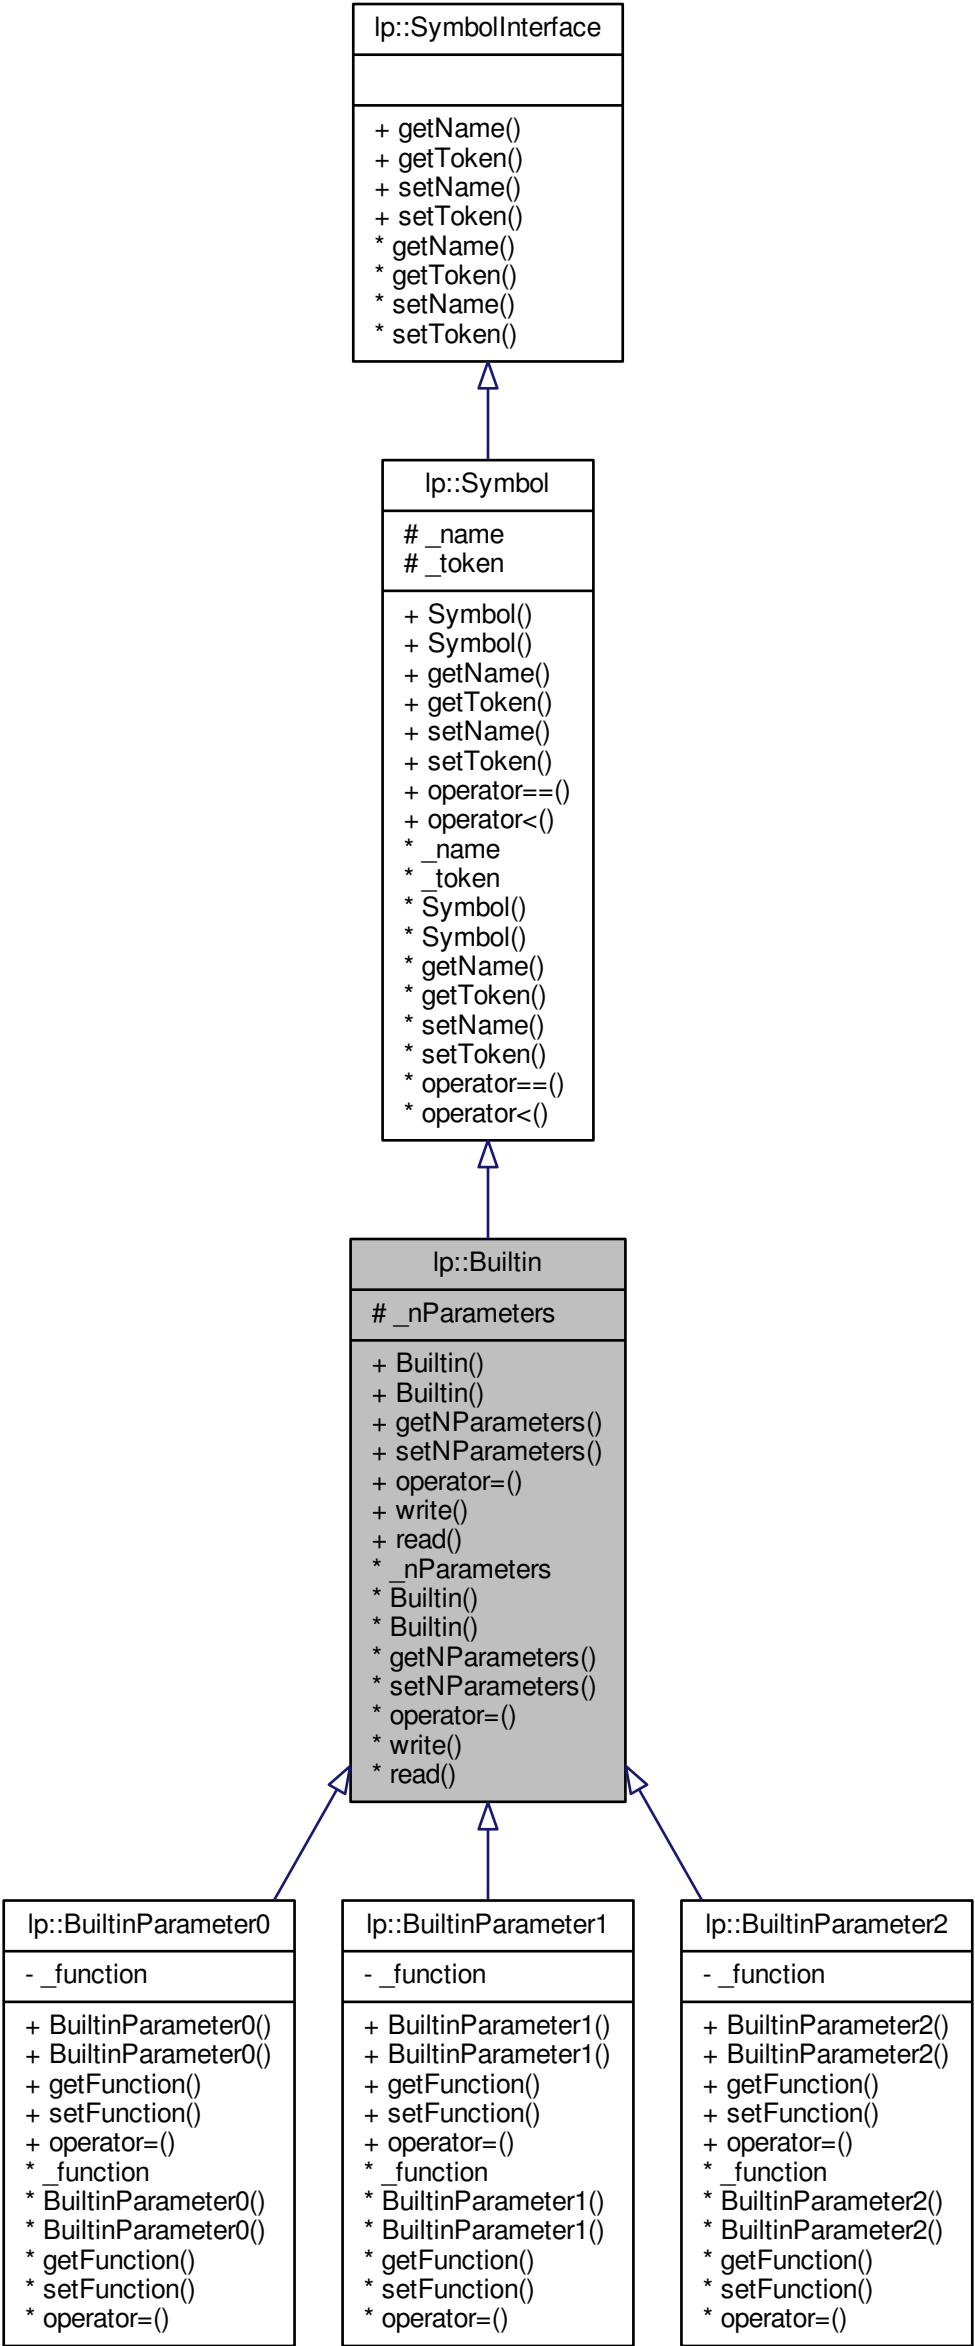 lp::SymbolInterface
+ getName()
+ getToken()
+ setName()
+ setToken()
* getName()
* getToken()
* setName()
* setToken()
lp::Symbol
# _name
# _token
+ Symbol()
+ Symbol()
+ getName()
+ getToken()
+ setName()
+ setToken()
+ operator==()
+ operator<()
* _name
* _token
* Symbol()
* Symbol()
* getName()
* getToken()
* setName()
* setToken()
* operator==()
* operator<()
lp::Builtin
# _nParameters
+ Builtin()
+ Builtin()
+ getNParameters()
+ setNParameters()
+ operator=()
+ write()
+ read()
* _nParameters
* Builtin()
* Builtin()
* getNParameters()
* setNParameters()
* operator=()
* write()
* read()
lp::BuiltinParameter0
- _function
+ BuiltinParameter0()
+ BuiltinParameter0()
+ getFunction()
+ setFunction()
+ operator=()
* _function
* BuiltinParameter0()
* BuiltinParameter0()
* getFunction()
* setFunction()
* operator=()
lp::BuiltinParameter1
- _function
+ BuiltinParameter1()
+ BuiltinParameter1()
+ getFunction()
+ setFunction()
+ operator=()
* _function
* BuiltinParameter1()
* BuiltinParameter1()
* getFunction()
* setFunction()
* operator=()
lp::BuiltinParameter2
- _function
+ BuiltinParameter2()
+ BuiltinParameter2()
+ getFunction()
+ setFunction()
+ operator=()
* _function
* BuiltinParameter2()
* BuiltinParameter2()
* getFunction()
* setFunction()
* operator=()